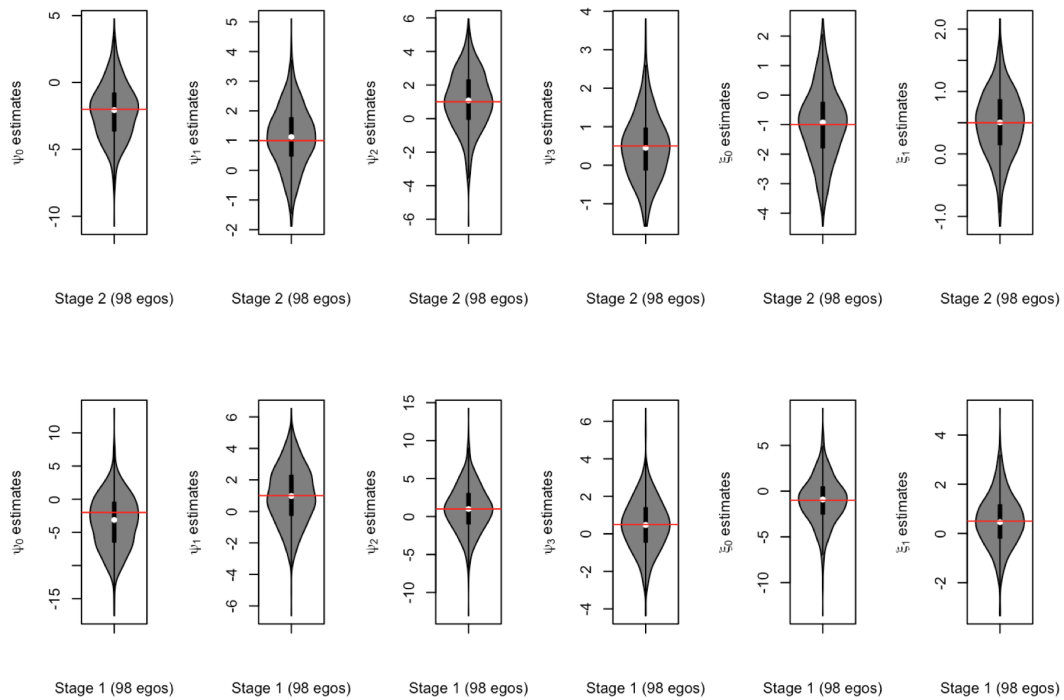 ψ0 estimates
5
0
-5
-10
Stage 2 (98 egos)
ψ1 estimates
5
4
3
2
1
0
-1
-2
Stage 2 (98 egos)
ψ2 estimates
6
4
2
0
-2
-4
-6
Stage 2 (98 egos)
ψ3 estimates
4
3
2
1
0
-1
Stage 2 (98 egos)
ξ0 estimates
2
1
0
-1
-2
-3
-4
Stage 2 (98 egos)
ξ1 estimates
2.0
1.0
0.0
-1.0
Stage 2 (98 egos)
ψ0 estimates
10
5
0
-5
-15
Stage 1 (98 egos)
ψ1 estimates
6
4
2
0
-2
-4
-6
Stage 1 (98 egos)
ψ2 estimates
15
10
5
0
-5
-10
Stage 1 (98 egos)
ψ3 estimates
6
4
2
0
-2
-4
Stage 1 (98 egos)
ξ0 estimates
5
0
-5
-10
Stage 1 (98 egos)
ξ1 estimates
4
2
0
-2
Stage 1 (98 egos)